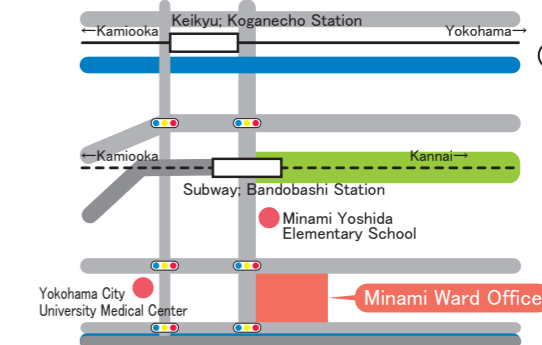 Keikyu; Koganecho Station
←Kamiooka
Yokohama→
←Kamiooka
Kannai→
Subway; Bandobashi Station
Minami Yoshida
Elementary School
Yokohama City
University Medical Center
Minami Ward Office